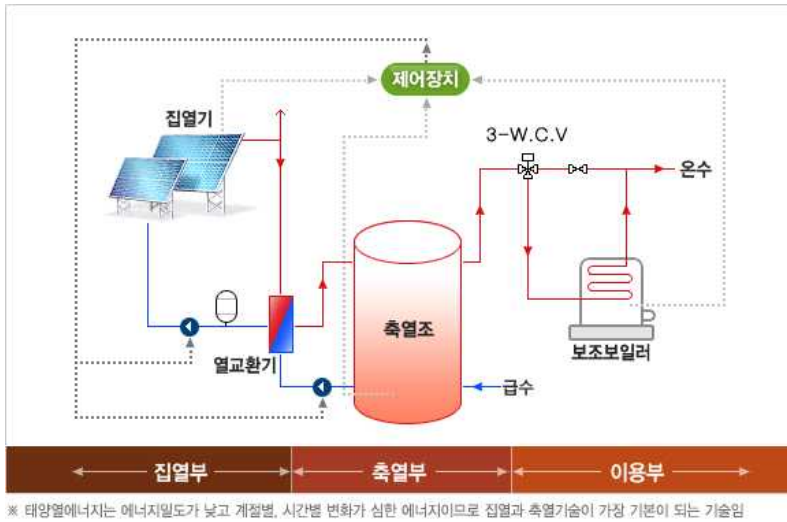 제어장치
집열기
3-W.C.V
온수
축열조
열교환기
보조보일러
급수
집열부
축열부
이용부
※ 태양열에너지는 에너지밀도가 낮고 계절별, 시간별 변화가 심한 에너지이므로 집열과 축열기술이 가장 기본이 되는 기술임